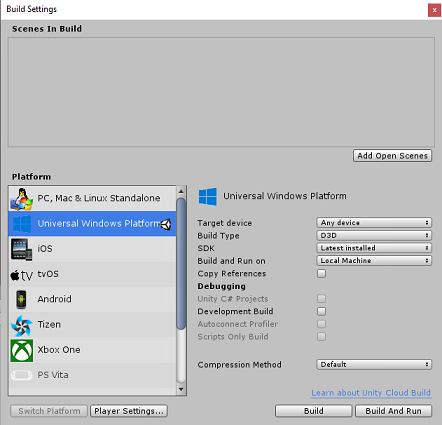 Build Settings
x
Scenes In Build
Add Open Scenes
Platform
PC, Mac & Linux Standalone
Universal Windows Platform
iOS
tv tvOS
Android
Tizen
Xbox One
PS Vita
Universal Windows Platform
Target device Any device
Build Type D3D
SDK Latest installed
Build and Run on Local Machine
Copy References
Debugging
Unity C# Projects
Development Build
Autoconnect Profiler
Scripts Only Build
Compression Method Default
Learn about Unity Cloud Build
Switch Platform Player Settings... Build Build And Run